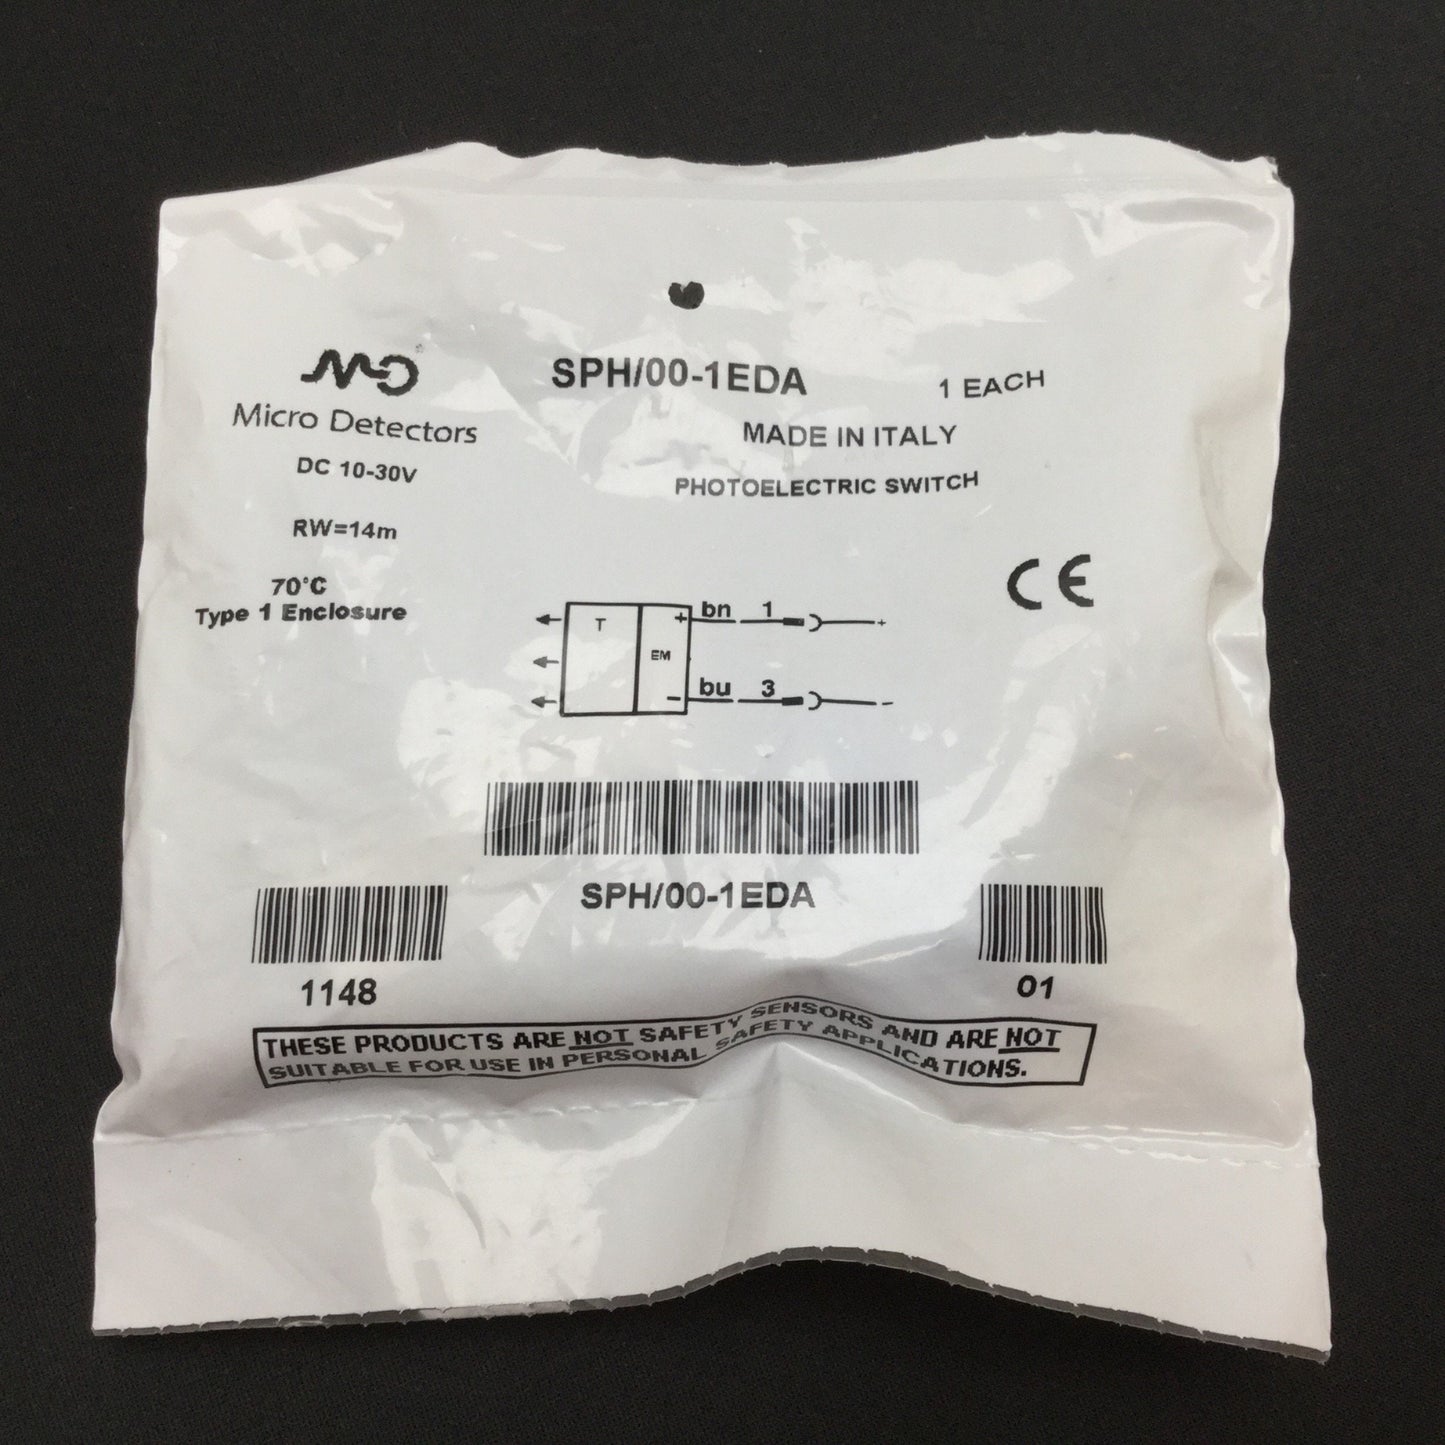 MD
Micro Detectors
DC 10-30V
RW=14m
70°C
Type 1 Enclosure
SPH/00-1EDA
1 EACH
MADE IN ITALY
PHOTOELECTRIC SWITCH
CE
T
EM
+
-
bn 1 +
bu 3 -
SPH/00-1EDA
1148
01
THESE PRODUCTS ARE NOT SAFETY SENSORS AND ARE NOT
SUITABLE FOR USE IN PERSONAL SAFETY APPLICATIONS.